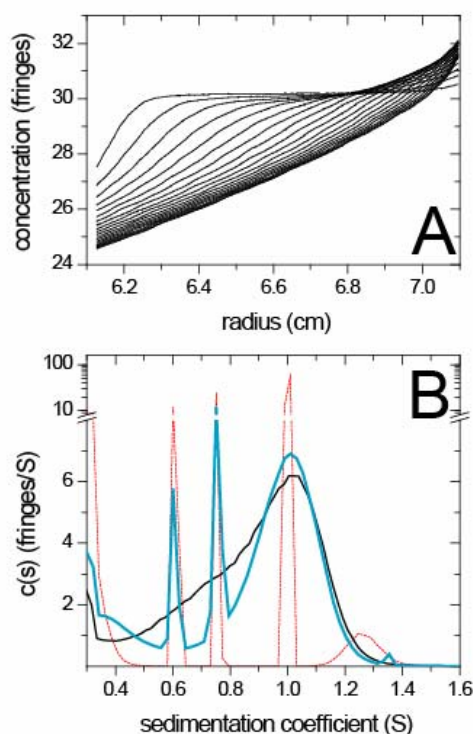 32
30
28
26
24
concentration (fringes)
A
6.2 6.4 6.6 6.8 7.0
radius (cm)
100
10
6
4
2
c(s) (fringes/S)
B
0.4 0.6 0.8 1.0 1.2 1.4 1.6
sedimentation coefficient (S)